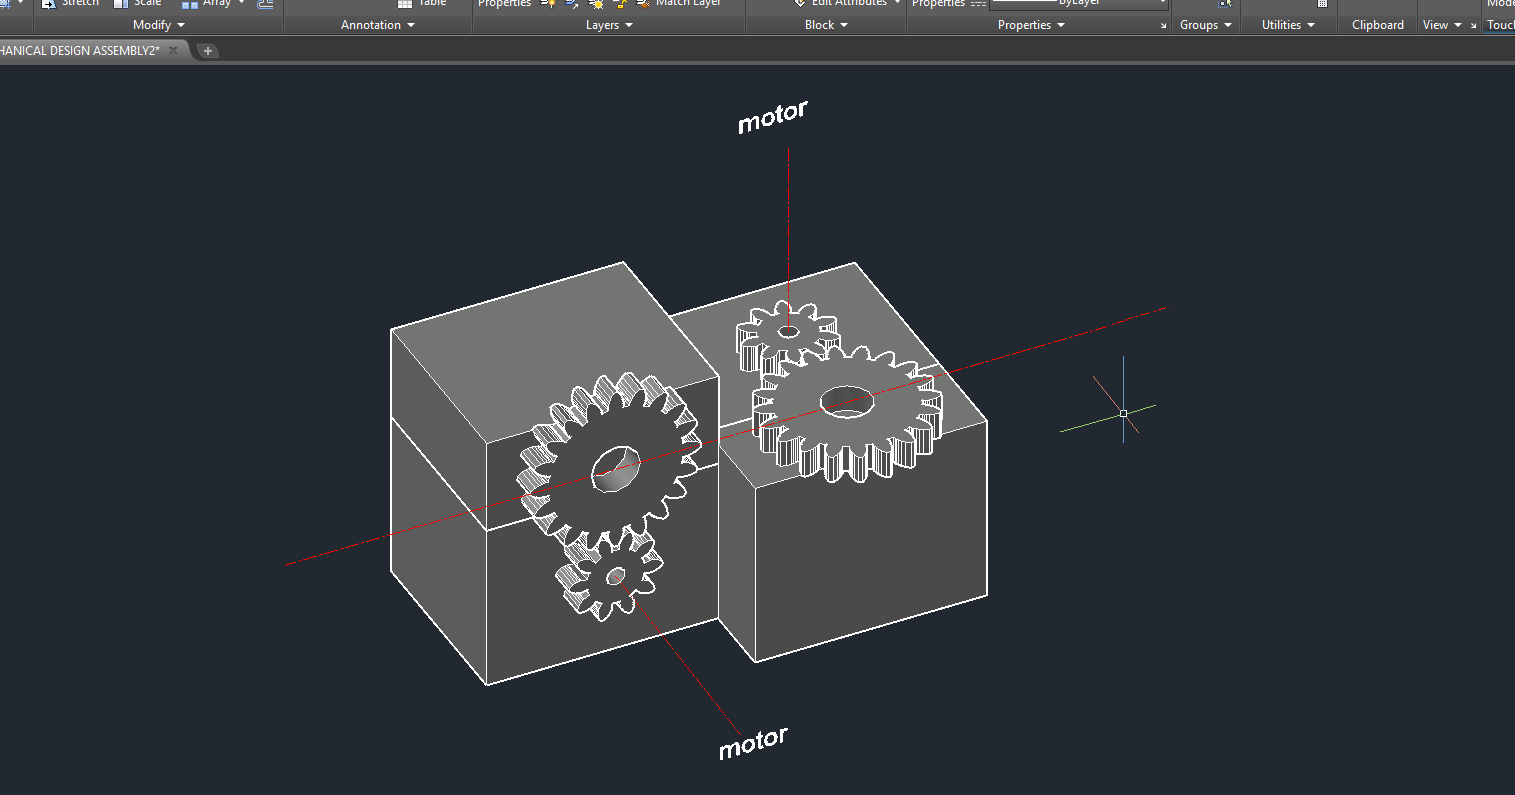 Stretch Scale Array Table Properties Match Layer Edit Attributes Properties ByLayer
Modify Annotation Layers Block Properties Groups Utilities Clipboard View Touch
HANICAL DESIGN ASSEMBLY2*
motor
motor